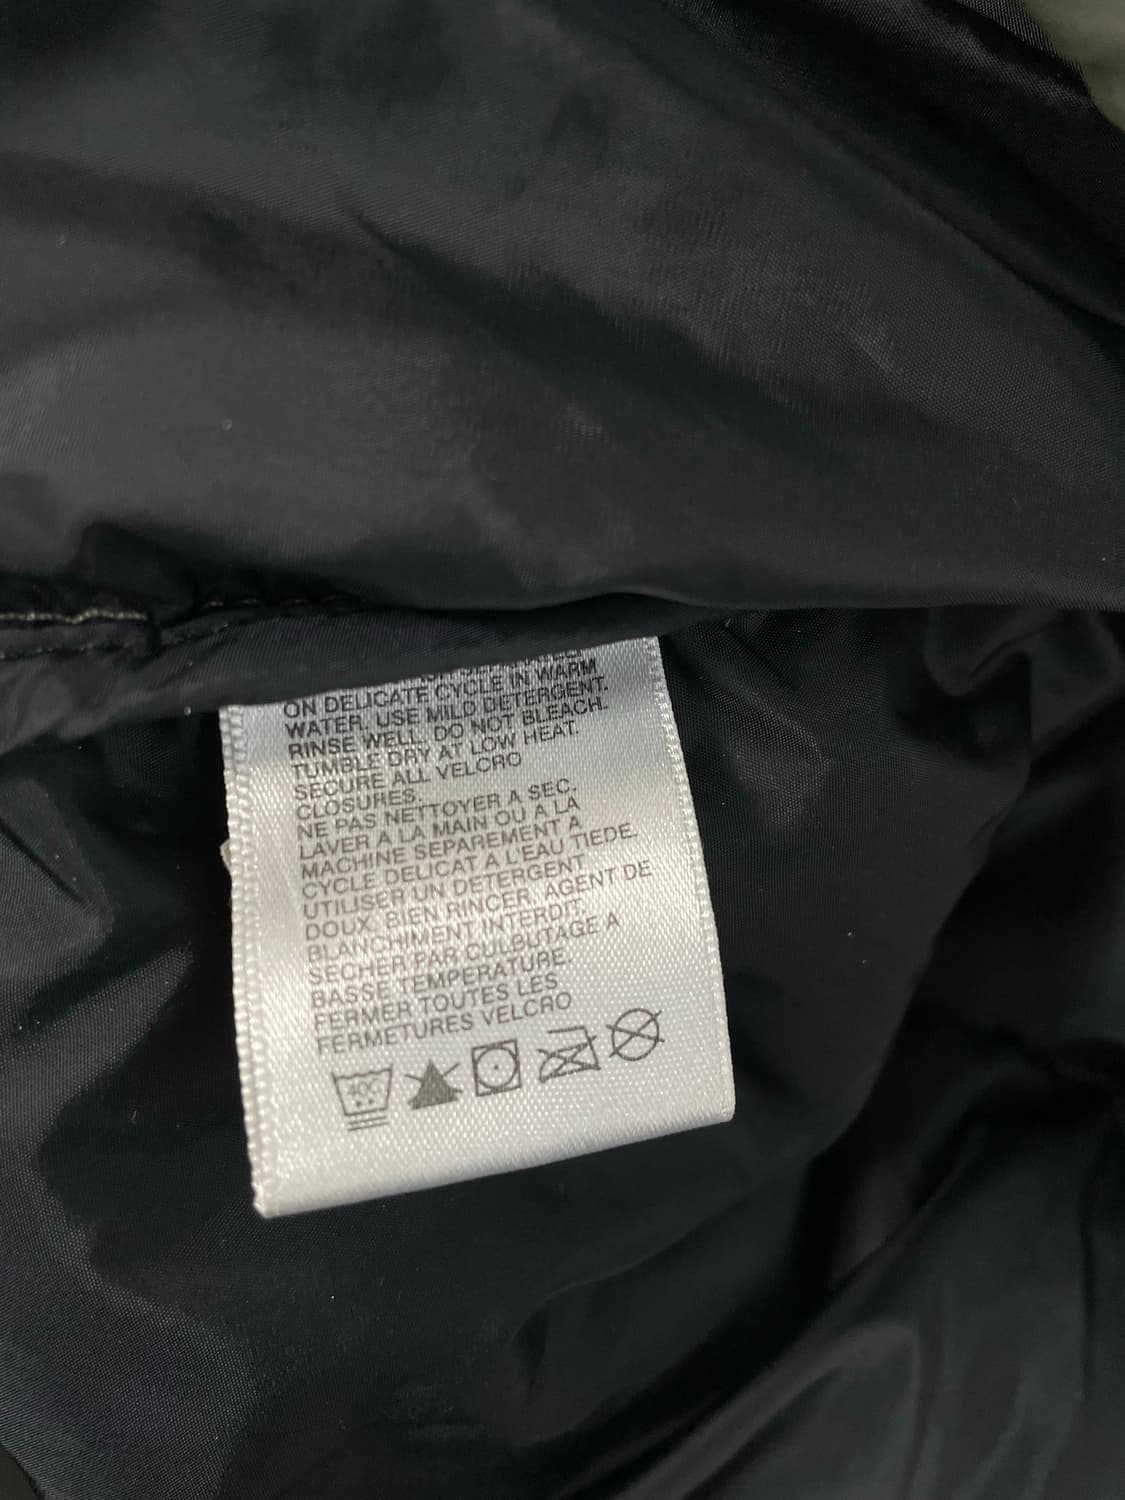 ON DELICATE CYCLE IN WARM
WATER. USE MILD DETERGENT.
RINSE WELL. DO NOT BLEACH.
TUMBLE DRY AT LOW HEAT.
SECURE ALL VELCRO
CLOSURES.
NE PAS NETTOYER A SEC.
LAVER A LA MAIN OU A LA
MACHINE SEPAREMENT A
CYCLE DELICAT A L'EAU TIEDE.
UTILISER UN DETERGENT
DOUX. BIEN RINCER. AGENT DE
BLANCHIMENT INTERDIT.
SECHER PAR CULBUTAGE A
BASSE TEMPERATURE.
FERMER TOUTES LES
FERMETURES VELCRO